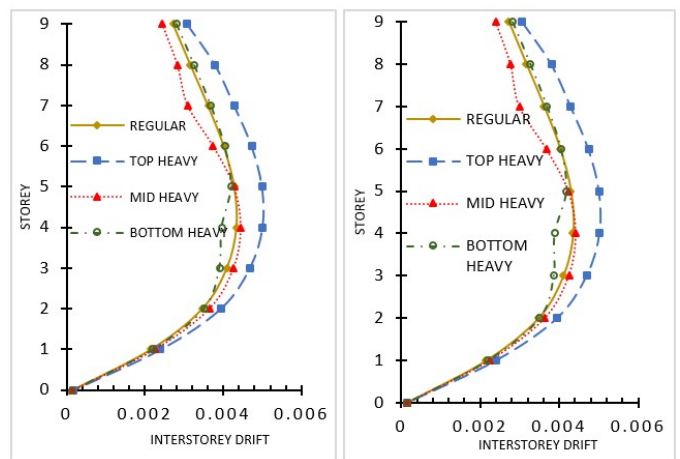 9
8
7
6
5
4
3
2
1
0
STOREY
REGULAR
TOP HEAVY
MID HEAVY
BOTTOM HEAVY
0 0.002 0.004 0.006
INTERSTOREY DRIFT
9
8
7
6
5
4
3
2
1
0
STOREY
REGULAR
TOP HEAVY
MID HEAVY
BOTTOM
HEAVY
0 0.002 0.004 0.006
INTERSTOREY DRIFT